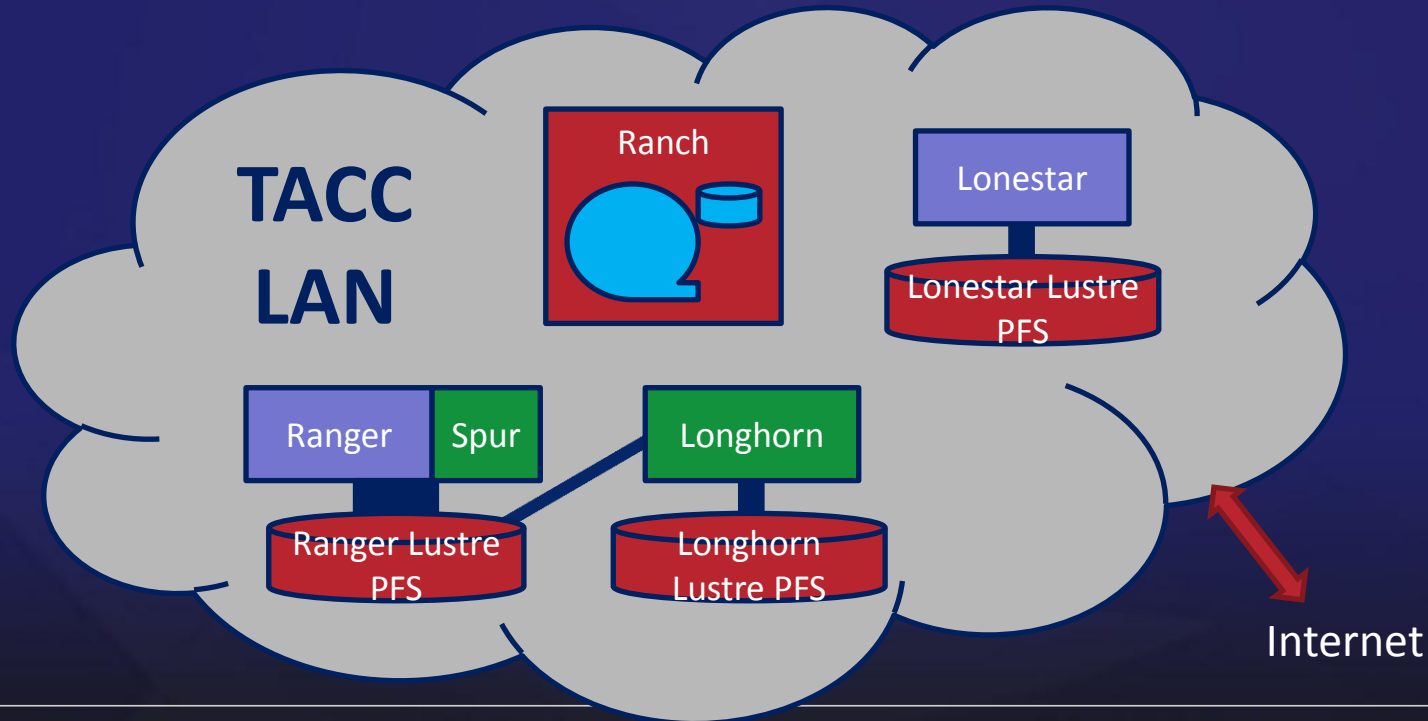 TACC
LAN
Ranch
Lonestar
Lonestar Lustre
PFS
Ranger
Spur
Longhorn
Ranger Lustre
PFS
Longhorn
Lustre PFS
Internet